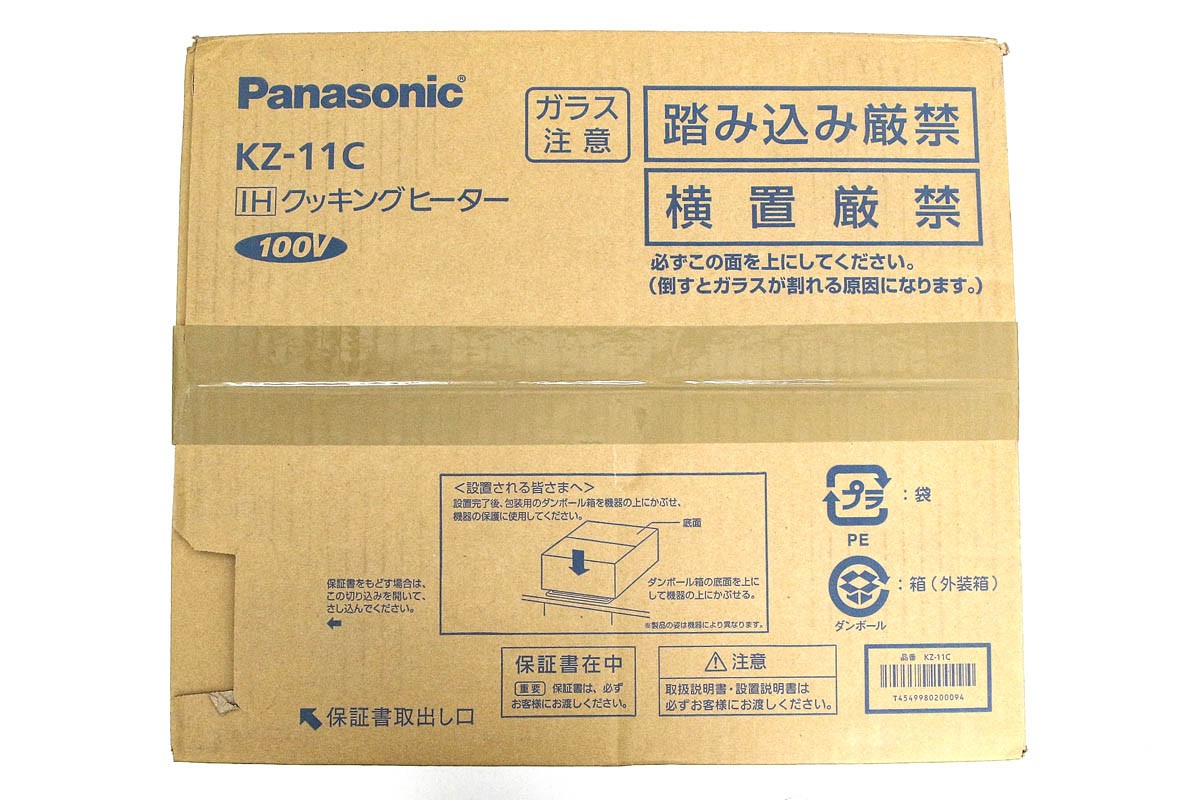 Panasonic®
KZ-11C
IH クッキングヒーター
100V
ガラス
注意
踏み込み厳禁
横置厳禁
必ずこの面を上にしてください。
(倒すとガラスが割れる原因になります。)
＜設置される皆さまへ＞
設置完了後、包装用のダンボール箱を機器の上にかぶせ、
機器の保護に使用してください。
底面
ダンボール箱の底面を上に
して機器の上にかぶせる。
※製品の姿は機器により異なります。
プラ
：袋
PE
：箱（外装箱）
ダンボール
保証書をもどす場合は、
この切り込みを開いて、
さし込んでください。
保証書取出し口
保証書在中
重要 保証書は、必ず
お客様にお渡しください。
注意
取扱説明書・設置説明書は
必ずお客様にお渡しください。
品番 KZ-11C
T4549980200094